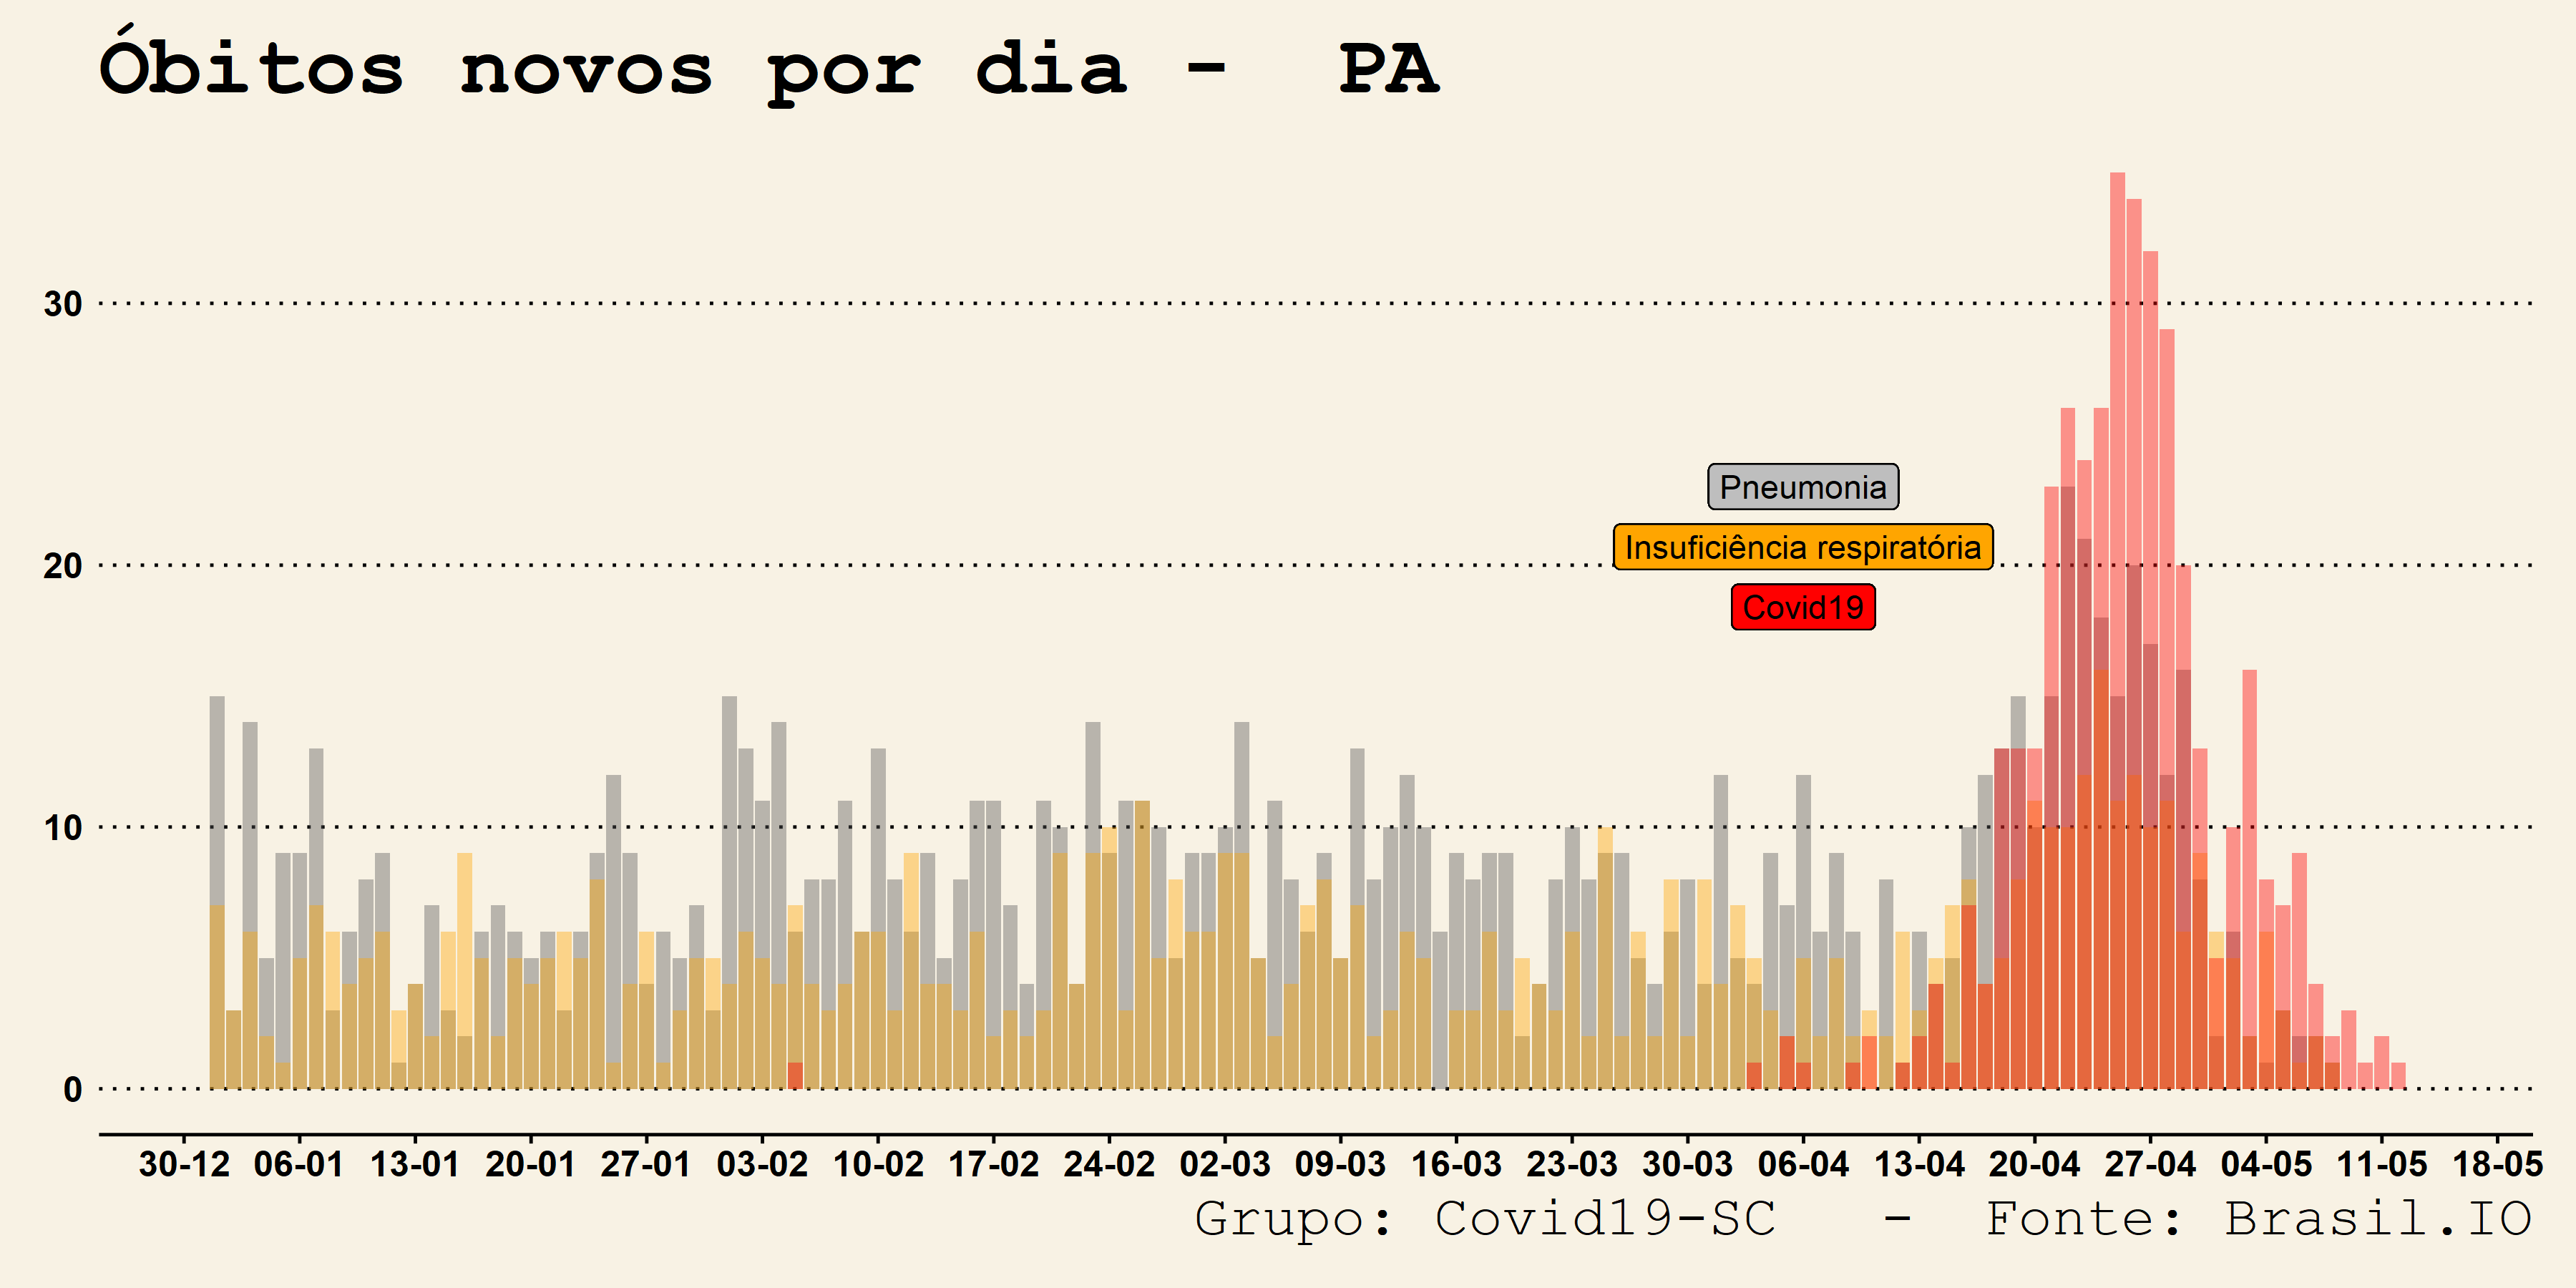 Óbitos novos por dia -  PA
30
20
10
0
Pneumonia
Insuficiência respiratória
Covid19
30-12 06-01 13-01 20-01 27-01 03-02 10-02 17-02 24-02 02-03 09-03 16-03 23-03 30-03 06-04 13-04 20-04 27-04 04-05 11-05 18-05
Grupo: Covid19-SC  -  Fonte: Brasil.IO